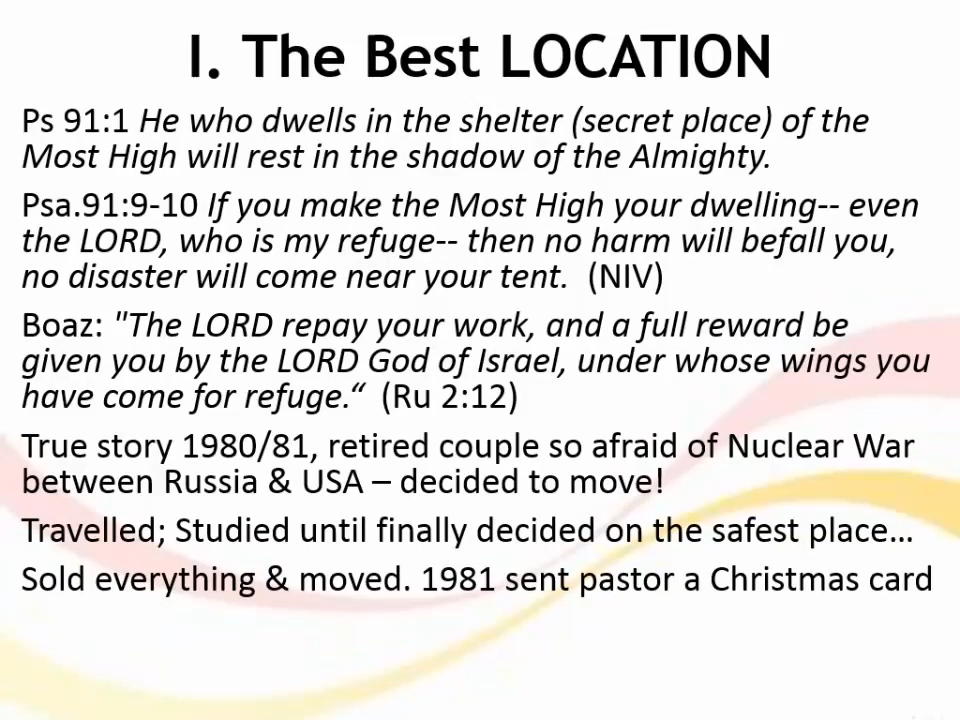 I. The Best LOCATION
Ps 91:1 He who dwells in the shelter (secret place) of the
Most High will rest in the shadow of the Almighty.
Psa.91:9-10 If you make the Most High your dwelling-- even
the LORD, who is my refuge-- then no harm will befall you,
no disaster will come near your tent.  (NIV)
Boaz: "The LORD repay your work, and a full reward be
given you by the LORD God of Israel, under whose wings you
have come for refuge.“  (Ru 2:12)
True story 1980/81, retired couple so afraid of Nuclear War
between Russia & USA – decided to move!
Travelled; Studied until finally decided on the safest place…
Sold everything & moved. 1981 sent pastor a Christmas card